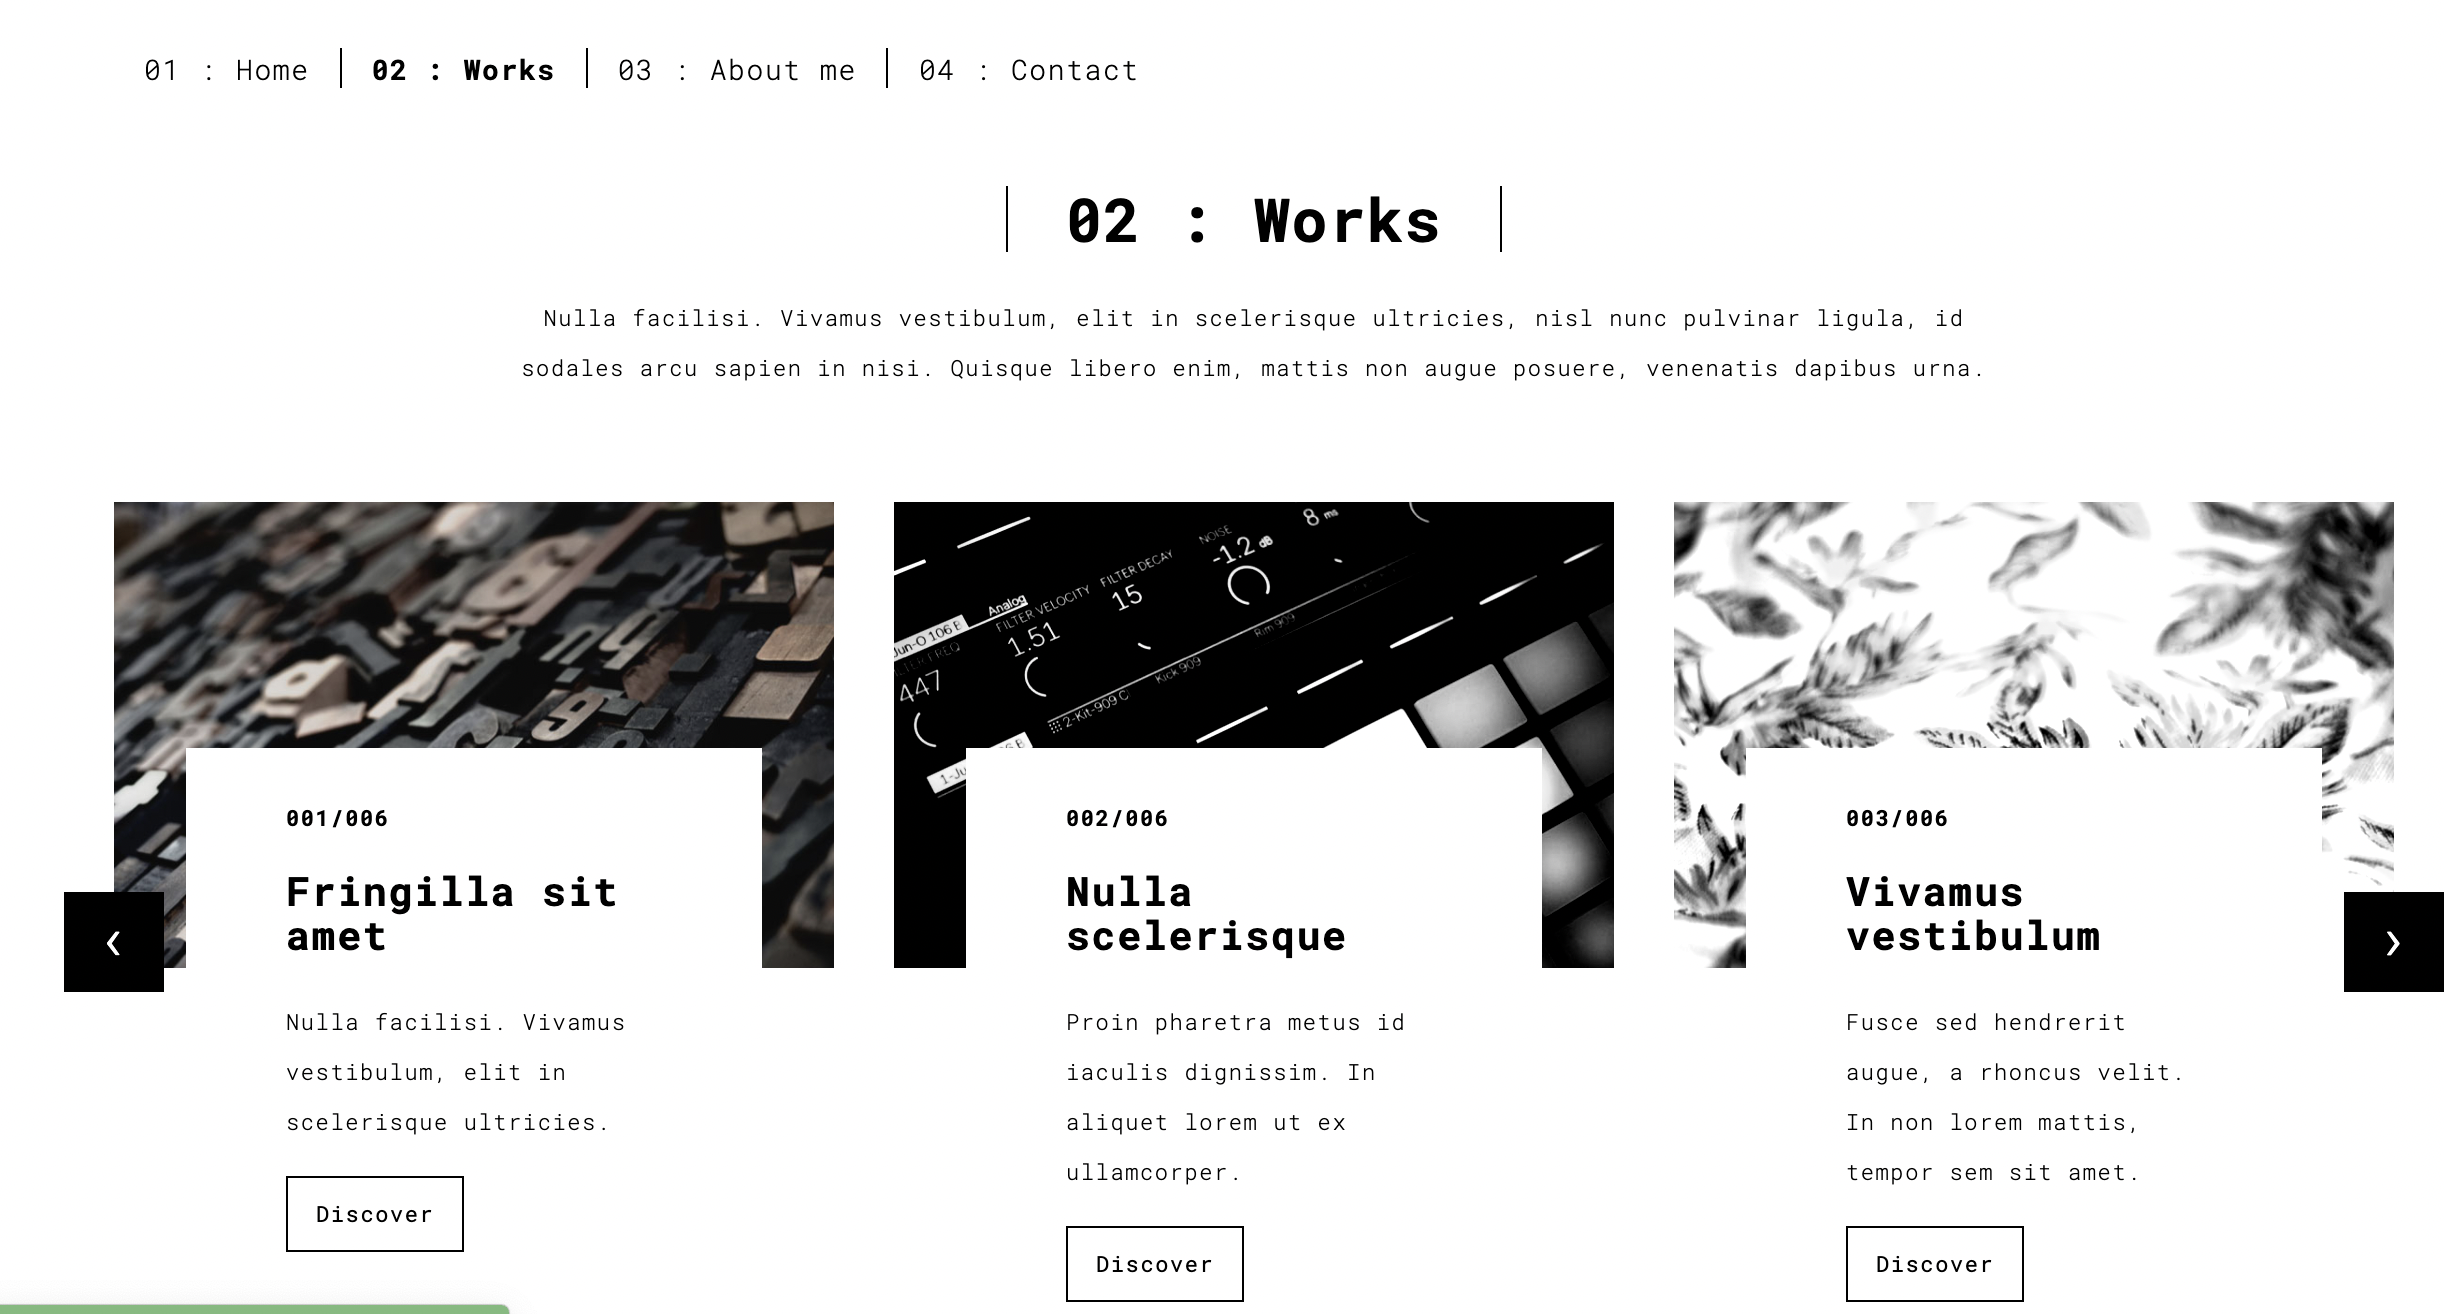 01 : Home
02 : Works
03 : About me
04 : Contact
02 : Works
Nulla facilisi. Vivamus vestibulum, elit in scelerisque ultricies, nisl nunc pulvinar ligula, id
sodales arcu sapien in nisi. Quisque libero enim, mattis non augue posuere, venenatis dapibus urna.
8 ms
NOISE
-1.2 dB
FILTER DECAY
15
Analog
FILTER VELOCITY
1.51
Jun-O 106 B
447
Rim 909
Kick 909
2-Kit-909 C
001/006
Fringilla sit
amet
Nulla facilisi. Vivamus
vestibulum, elit in
scelerisque ultricies.
Discover
002/006
Nulla
scelerisque
Proin pharetra metus id
iaculis dignissim. In
aliquet lorem ut ex
ullamcorper.
Discover
003/006
Vivamus
vestibulum
Fusce sed hendrerit
augue, a rhoncus velit.
In non lorem mattis,
tempor sem sit amet.
Discover